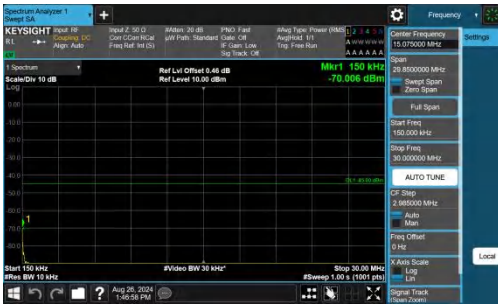 Spectrum Analyzer 1
Swept SA
Frequency
KEYSIGHT
Input: RF
Input Z: 50 Ω
#Atten: 20 dB
PNO: Fast
#Avg Type: Power (RMS)
1 2 3 4 5 6
RL
Coupling: DC
Corr CCorr RCal
µW Path: Standard
Gate: Off
Avg|Hold: 1/1
A W W W W W
Align: Auto
Freq Ref: Int (S)
IF Gain: Low
Trig: Free Run
A A A A A A
Sig Track: Off
1 Spectrum
Ref Lvl Offset 0.46 dB
Mkr1 150 kHz
Scale/Div 10 dB
Ref Level 10.00 dBm
-70.006 dBm
Log
0.00
-10.0
-20.0
-30.0
-40.0
-50.0
-60.0
-70.0
-80.0
1
Start 150 kHz
#Video BW 30 kHz*
Stop 30.00 MHz
#Res BW 10 kHz
#Sweep 1.00 s (1001 pts)
Aug 26, 2024
1:46:58 PM
?
Center Frequency
15.075000 MHz
Settings
Span
29.8500000 MHz
Swept Span
Zero Span
Full Span
Start Freq
150.000 kHz
Stop Freq
30.000000 MHz
AUTO TUNE
CF Step
2.985000 MHz
Auto
Man
Freq Offset
0 Hz
X Axis Scale
Log
Lin
Local
Signal Track
(Span Zoom)